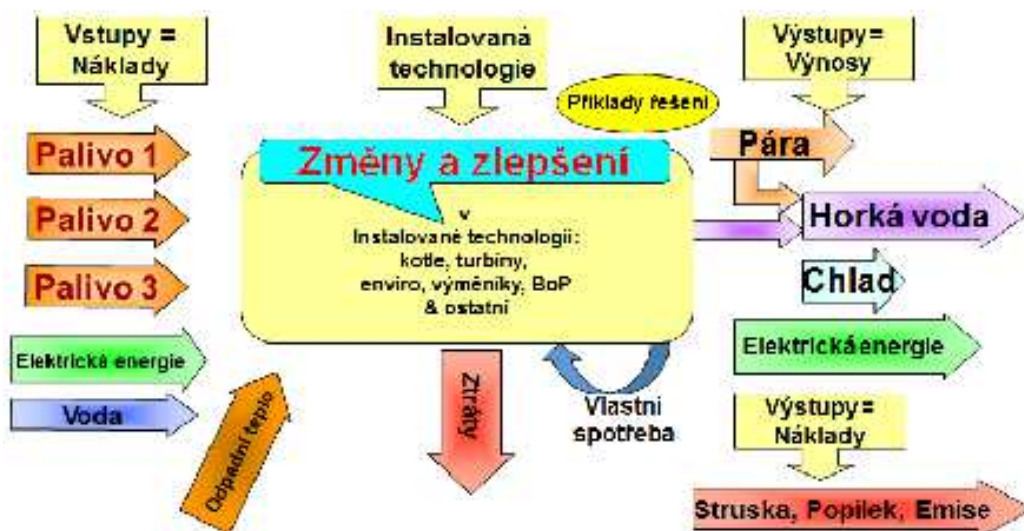 Vstupy =
Náklady
Instalovaná
technologie
Výstupy=
Výnosy
Příklady řešení
Palivo 1
Palivo 2
Palivo 3
Elektrická energie
Voda
Odpadní teplo
Změny a zlepšení
v
Instalované technologii:
kotle, turbíny,
enviro, výměníky, BoP
& ostatní
Ztráty
Vlastní
spotřeba
Pára
Horká voda
Chlad
Elektrickáenergie
Výstupy=
Náklady
Struska, Popílek, Emise